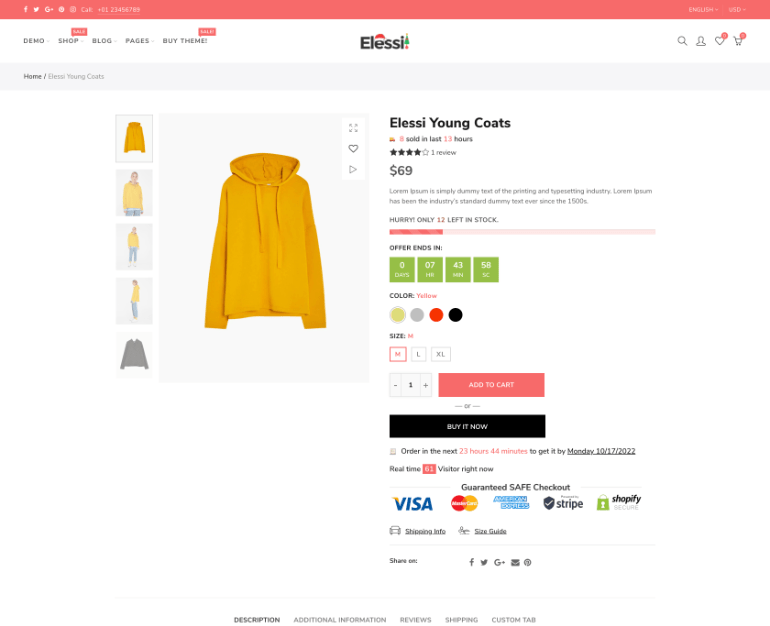 Call: +01 23456789
ENGLISH USD
SALE SALE!
DEMO SHOP BLOG PAGES BUY THEME!
Elessi
0 0
Home / Elessi Young Coats
Elessi Young Coats
8 sold in last 13 hours
1 review
$69
Lorem Ipsum is simply dummy text of the printing and typesetting industry. Lorem Ipsum
has been the industry's standard dummy text ever since the 1500s.
HURRY! ONLY 12 LEFT IN STOCK.
OFFER ENDS IN:
0 07 43 58
DAYS HR MIN SC
COLOR: Yellow
SIZE: M
M L XL
- 1 + ADD TO CART
or
BUY IT NOW
Order in the next 23 hours 44 minutes to get it by Monday 10/17/2022
Real time 61 Visitor right now
Guaranteed SAFE Checkout
VISA MasterCard AMERICAN EXPRESS Powered by stripe shopify SECURE
Shipping Info Size Guide
Share on:
DESCRIPTION ADDITIONAL INFORMATION REVIEWS SHIPPING CUSTOM TAB